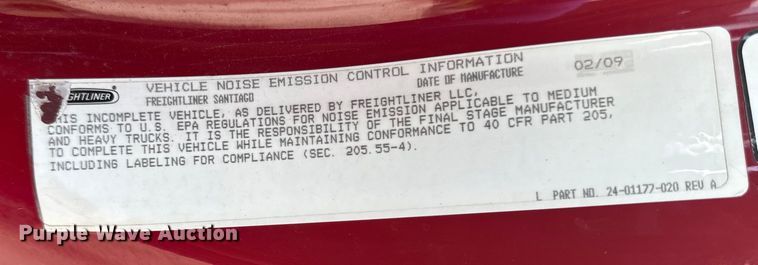 FREIGHTLINER
VEHICLE NOISE EMISSION CONTROL INFORMATION
FREIGHTLINER SANTIAGO
DATE OF MANUFACTURE
02/09
THIS INCOMPLETE VEHICLE, AS DELIVERED BY FREIGHTLINER LLC,
CONFORMS TO U.S. EPA REGULATIONS FOR NOISE EMISSION APPLICABLE TO MEDIUM
AND HEAVY TRUCKS. IT IS THE RESPONSIBILITY OF THE FINAL STAGE MANUFACTURER
TO COMPLETE THIS VEHICLE WHILE MAINTAINING CONFORMANCE TO 40 CFR PART 205,
INCLUDING LABELING FOR COMPLIANCE (SEC. 205.55-4).
L PART NO. 24-01177-020 REV A
Purple Wave Auction